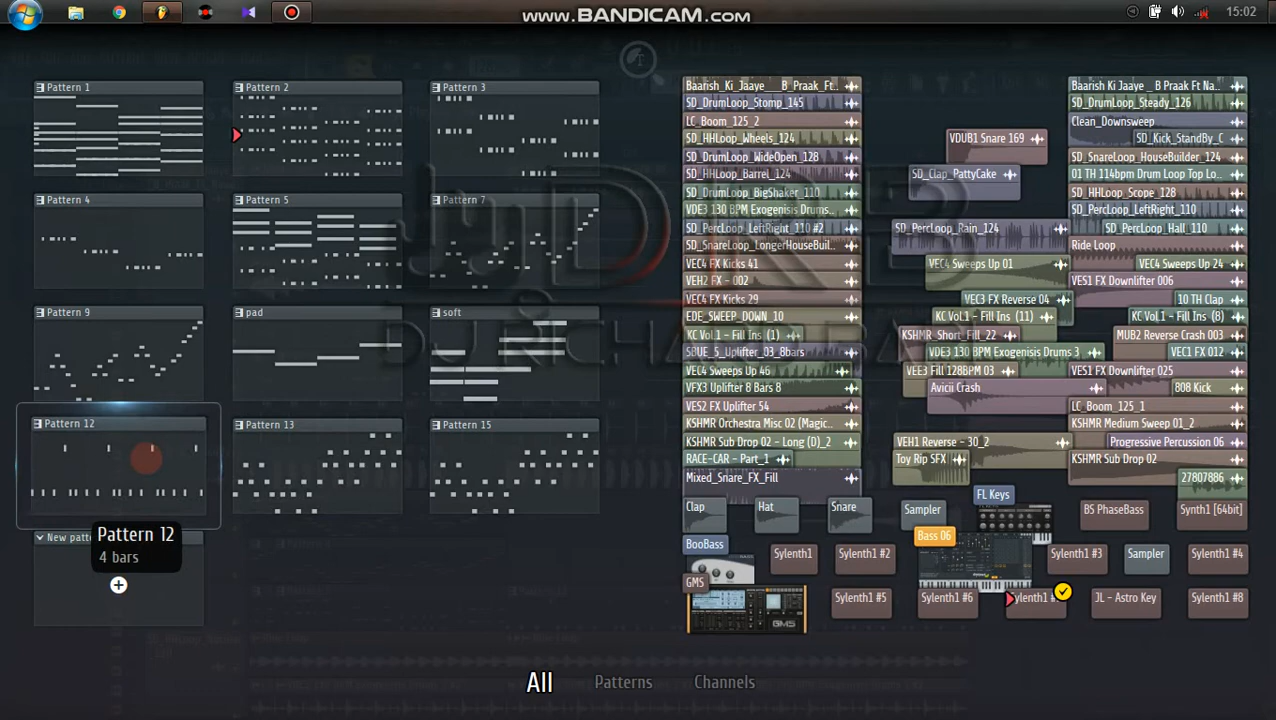 www.BANDICAM.com
15:02
Pattern 1
Pattern 2
Pattern 3
Pattern 4
Pattern 5
Pattern 7
Pattern 9
pad
soft
Pattern 12
Pattern 13
Pattern 15
Pattern 12
4 bars
Baarish_Ki_Jaaye___B_Praak_Ft..
SD_DrumLoop_Stomp_145
LC_Boom_125_2
SD_HHLoop_Wheels_124
SD_DrumLoop_WideOpen_128
SD_HHLoop_Barrel_124
SD_DrumLoop_BigShaker_110
VDE3 130 BPM Exogenisis Drums..
SD_PercLoop_LeftRight_110 #2
SD_SnareLoop_LongerHouseBuil..
VEC4 FX Kicks 41
VEH2 FX - 002
VEC4 FX Kicks 29
EDE_SWEEP_DOWN_10
KC Vol.1 - Fill Ins (1)
SBUE_5_Uplifter_03_8bars
VEC4 Sweeps Up 46
VFX3 Uplifter 8 Bars 8
VES2 FX Uplifter 54
KSHMR Orchestra Misc 02 (Magic..
KSHMR Sub Drop 02 - Long (D)_2
RACE-CAR - Part_1
Mixed_Snare_FX_Fill
VDUB1 Snare 169
SD_Clap_PattyCake
SD_PercLoop_Rain_124
VEC4 Sweeps Up 01
VEC3 FX Reverse 04
KC Vol.1 - Fill Ins (11)
KSHMR_Short_Fill_22
VDE3 130 BPM Exogenisis Drums 3
VEE3 Fill 128BPM 03
Avicii Crash
VEH1 Reverse - 30_2
Toy Rip SFX
Baarish Ki Jaaye _ B Praak Ft Na..
SD_DrumLoop_Steady_126
Clean_Downsweep
SD_Kick_StandBy_C
SD_SnareLoop_HouseBuilder_124
01 TH 114bpm Drum Loop Top Lo..
SD_HHLoop_Scope_128
SD_PercLoop_LeftRight_110
SD_PercLoop_Hall_110
Ride Loop
VEC4 Sweeps Up 24
VES1 FX Downlifter 006
10 TH Clap
KC Vol.1 - Fill Ins (8)
MUB2 Reverse Crash 003
VEC1 FX 012
VES1 FX Downlifter 025
808 Kick
LC_Boom_125_1
KSHMR Medium Sweep 01_2
Progressive Percussion 06
KSHMR Sub Drop 02
27807886
Clap
Hat
Snare
Sampler
FL Keys
BS PhaseBass
Synth1 [64bit]
BooBass
Sylenth1
Sylenth1 #2
Bass 06
Sylenth1 #3
Sampler
Sylenth1 #4
GMS
Sylenth1 #5
Sylenth1 #6
JL - Astro Key
Sylenth1 #8
GMS
All
Patterns
Channels